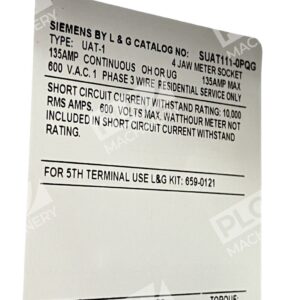 SIEMENS BY L & G CATALOG NO: SUAT111-0PQG
TYPE: UAT-1 4 JAW METER SOCKET
135AMP CONTINUOUS OH OR UG 135AMP MAX
600 V.A.C. 1 PHASE 3 WIRE RESIDENTIAL SERVICE ONLY
SHORT CIRCUIT CURRENT WITHSTAND RATING: 10,000
RMS AMPS. 600 VOLTS MAX. WATTHOUR METER NOT
INCLUDED IN SHORT CIRCUIT CURRENT WITHSTAND
RATING.
FOR 5TH TERMINAL USE L&G KIT: 659-0121
TORQUE: